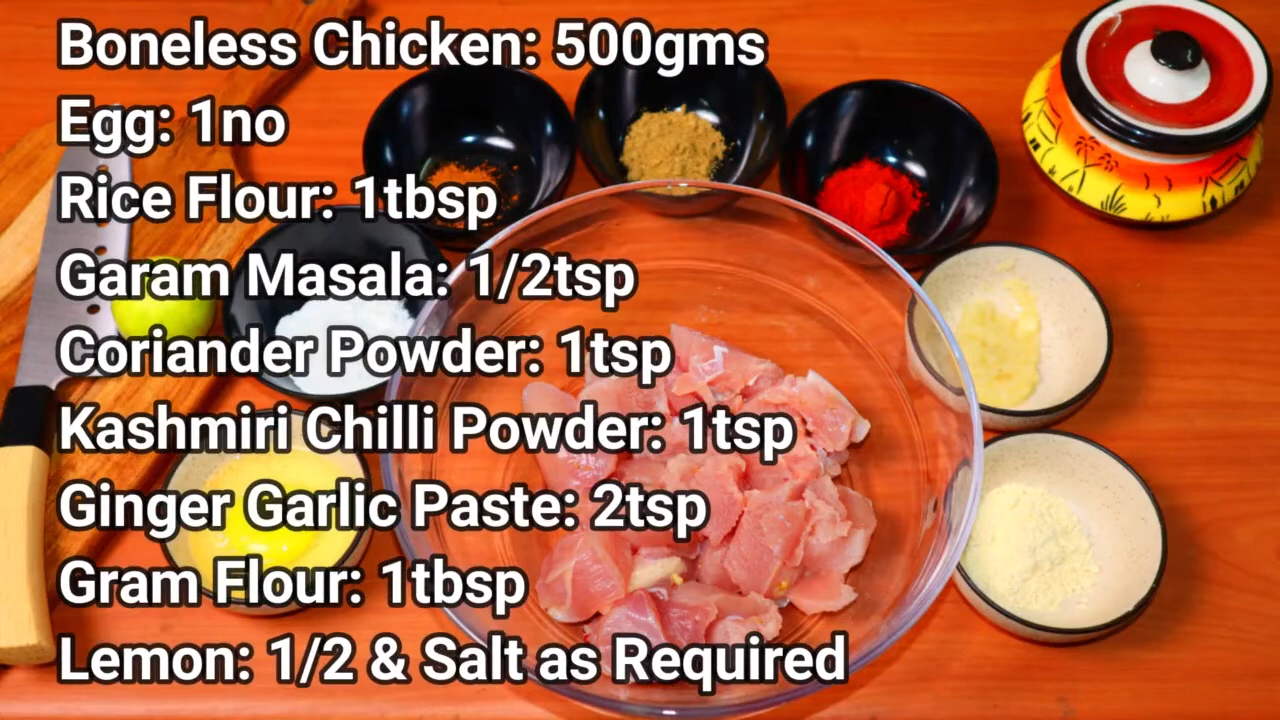 Boneless Chicken: 500gms
Egg: 1no
Rice Flour: 1tbsp
Garam Masala: 1/2tsp
Coriander Powder: 1tsp
Kashmiri Chilli Powder: 1tsp
Ginger Garlic Paste: 2tsp
Gram Flour: 1tbsp
Lemon: 1/2 & Salt as Required